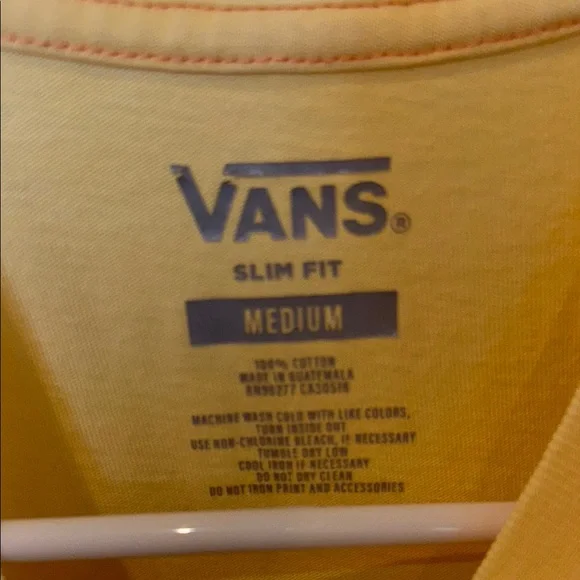 VANS®
SLIM FIT
MEDIUM
100% COTTON
MADE IN GUATEMALA
RN96277 CA30516
MACHINE WASH COLD WITH LIKE COLORS,
TURN INSIDE OUT
USE NON-CHLORINE BLEACH, IF NECESSARY
TUMBLE DRY LOW
COOL IRON IF NECESSARY
DO NOT DRY CLEAN
DO NOT IRON PRINT AND ACCESSORIES